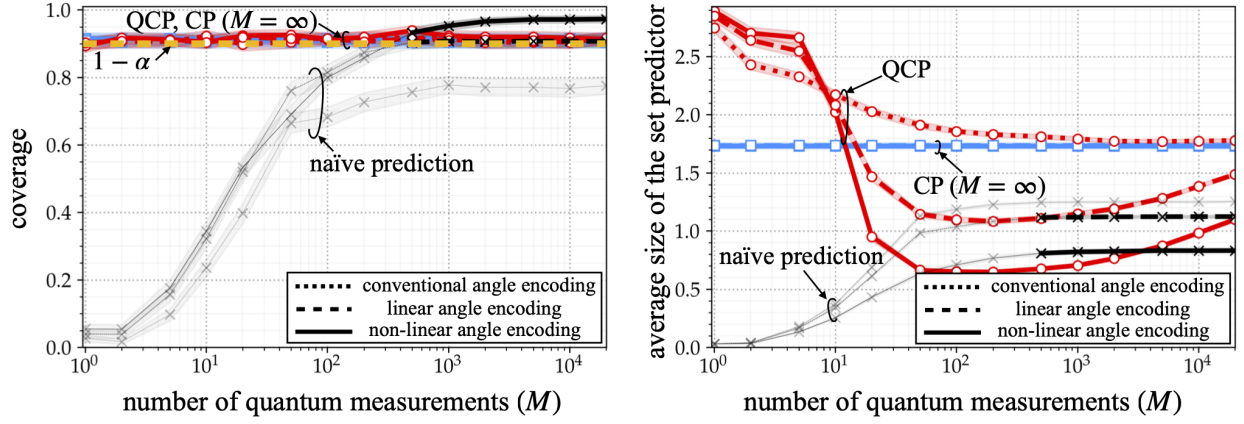 coverage
1.0
0.8
0.6
0.4
0.2
0.0
QCP, CP (M = ∞)
1 − α
naïve prediction
conventional angle encoding
linear angle encoding
non-linear angle encoding
10⁰ 10¹ 10² 10³ 10⁴
number of quantum measurements (M)
average size of the set predictor
2.5
2.0
1.5
1.0
0.5
0.0
QCP
CP (M = ∞)
naïve prediction
conventional angle encoding
linear angle encoding
non-linear angle encoding
10⁰ 10¹ 10² 10³ 10⁴
number of quantum measurements (M)